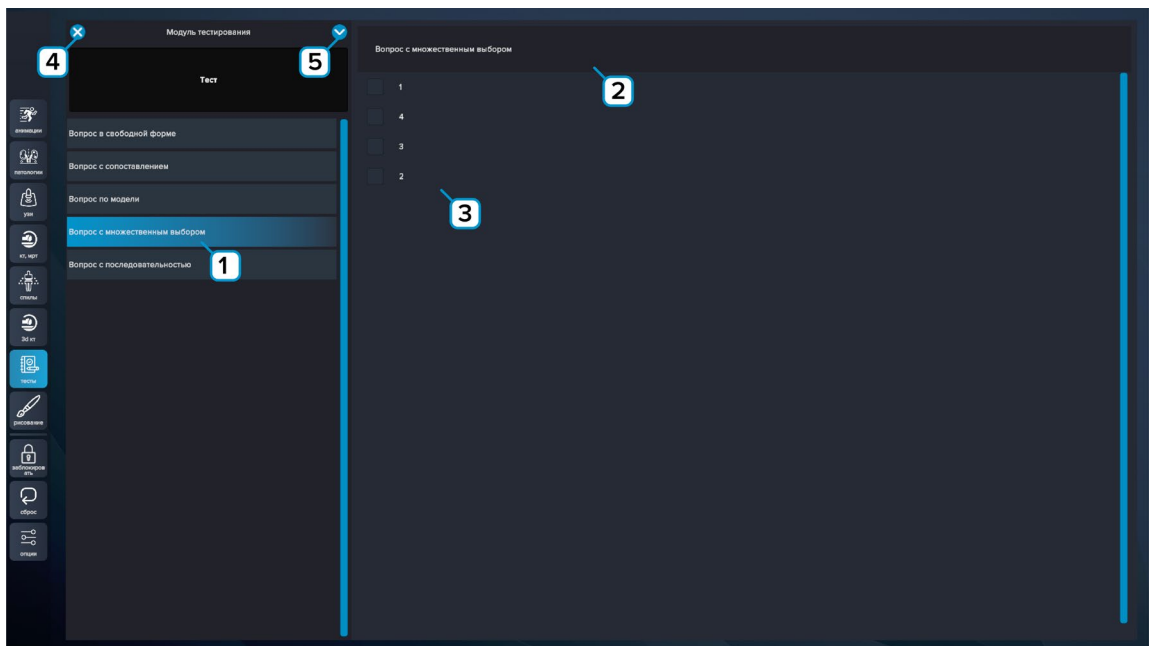 Модуль тестирования
4
5
Тест
Вопрос в свободной форме
Вопрос с сопоставлением
Вопрос по модели
Вопрос с множественным выбором
1
Вопрос с последовательностью
Вопрос с множественным выбором
2
1
4
3
2
3
анимации
патологии
узи
кт, мрт
спилы
3d кт
тесты
рисование
заблокиров
ать
сброс
опции